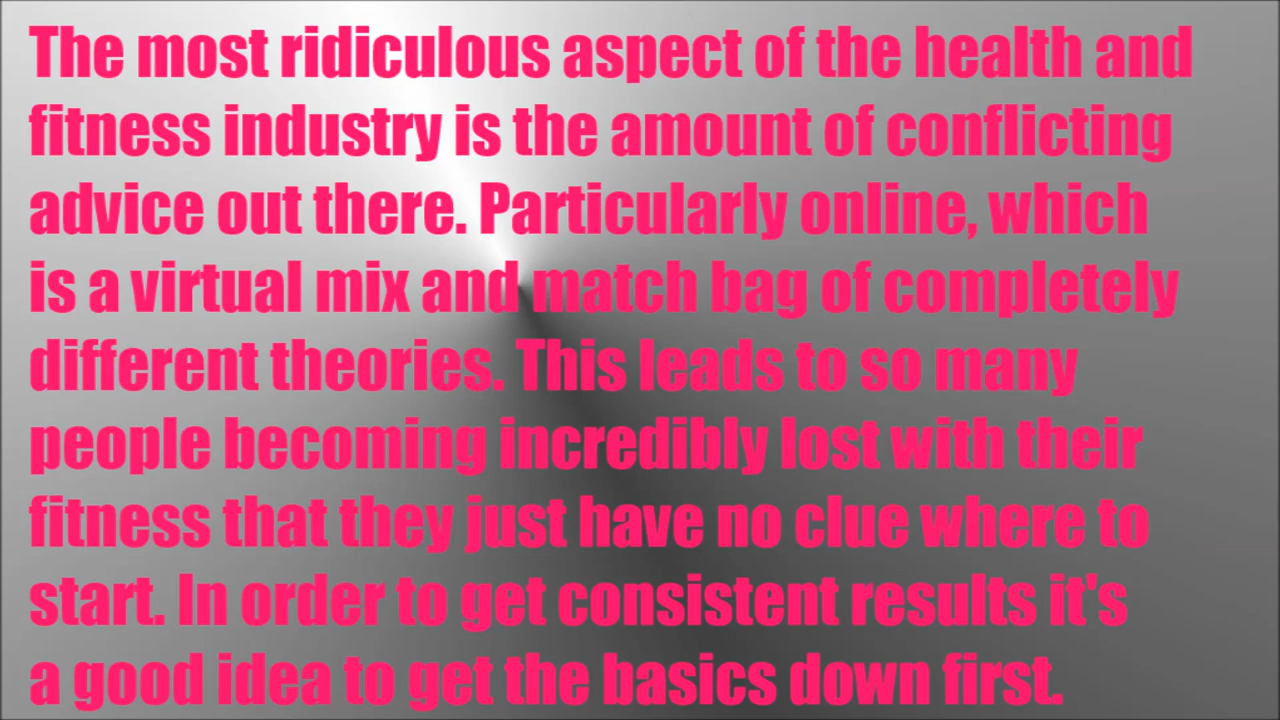 The most ridiculous aspect of the health and
fitness industry is the amount of conflicting
advice out there. Particularly online, which
is a virtual mix and match bag of completely
different theories. This leads to so many
people becoming incredibly lost with their
fitness that they just have no clue where to
start. In order to get consistent results it's
a good idea to get the basics down first.